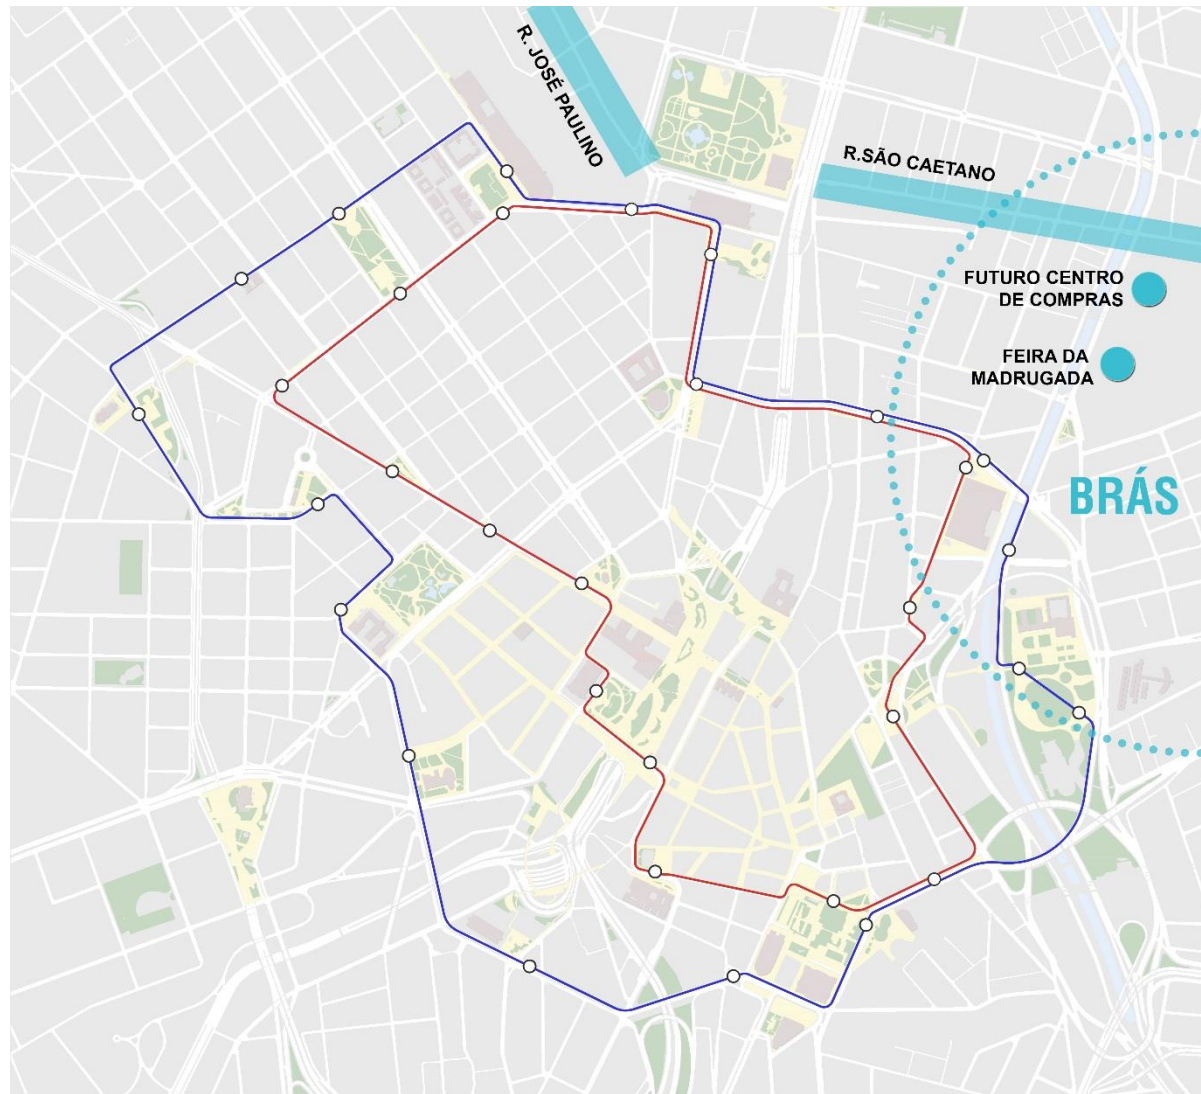 R. JOSÉ PAULINO
R.SÃO CAETANO
FUTURO CENTRO
DE COMPRAS
FEIRA DA
MADRUGADA
BRÁS